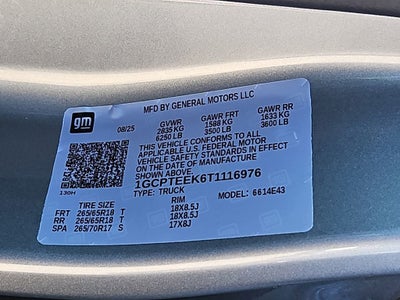 MFD BY GENERAL MOTORS LLC
gm
08/25 GVWR GAWR FRT GAWR RR
2835 KG 1588 KG 1633 KG
6250 LB 3500 LB 3600 LB
THIS VEHICLE CONFORMS TO ALL
APPLICABLE U.S. FEDERAL MOTOR
VEHICLE SAFETY STANDARDS IN EFFECT
ON THE DATE OF MANUFACTURE
SHOWN ABOVE.
1GCPTEEK6T1116976
TYPE: TRUCK MODEL: 6614E43
TIRE SIZE RIM
FRT 265/65R18 T 18X8.5J
RR 265/65R18 T 18X8.5J
SPA 265/70R17 S 17X8J